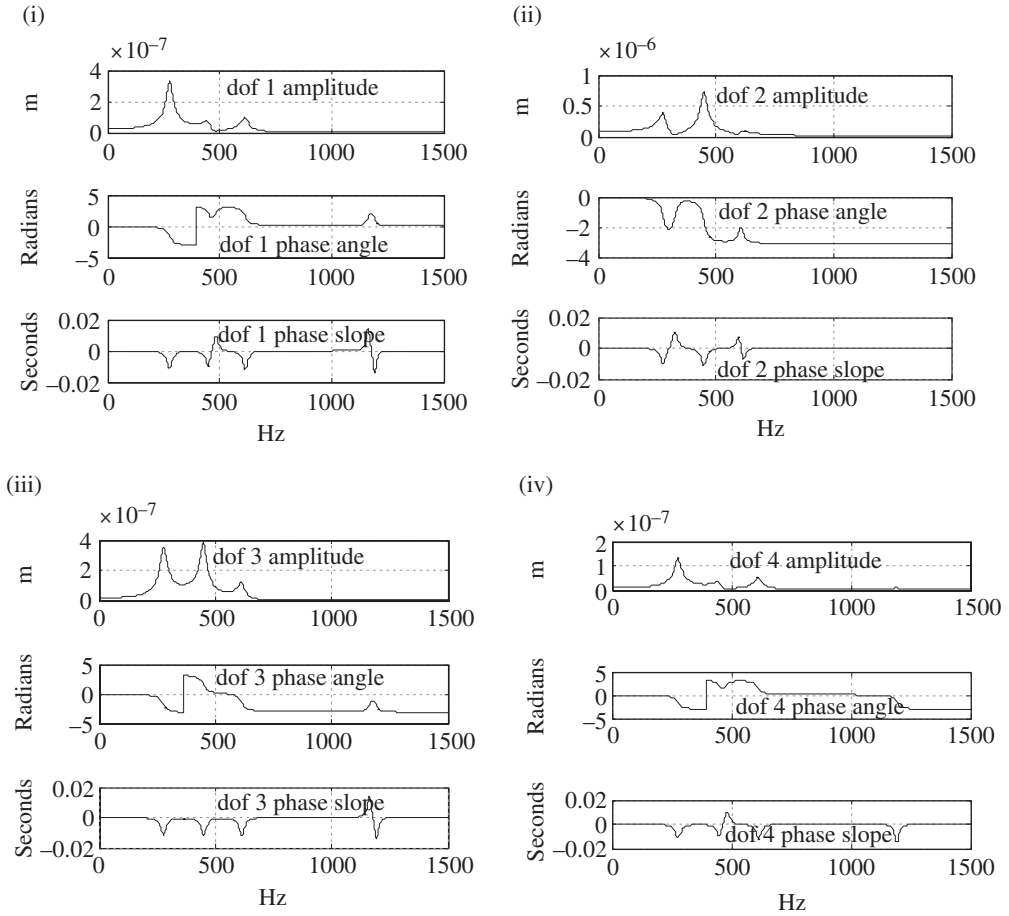 (i)
×10⁻⁷
4
2
0
m
dof 1 amplitude
0 500 1000 1500
5
0
−5
Radians
dof 1 phase angle
0 500 1000 1500
0.02
0
−0.02
Seconds
dof 1 phase slope
0 500 1000 1500
Hz
(ii)
×10⁻⁶
1
0.5
0
m
dof 2 amplitude
0 500 1000 1500
0
−2
−4
Radians
dof 2 phase angle
0 500 1000 1500
0.02
0
−0.02
Seconds
dof 2 phase slope
0 500 1000 1500
Hz
(iii)
×10⁻⁷
4
2
0
m
dof 3 amplitude
0 500 1000 1500
5
0
−5
Radians
dof 3 phase angle
0 500 1000 1500
0.02
0
−0.02
Seconds
dof 3 phase slope
0 500 1000 1500
Hz
(iv)
×10⁻⁷
2
1
0
m
dof 4 amplitude
0 500 1000 1500
5
0
−5
Radians
dof 4 phase angle
0 500 1000 1500
0.02
0
−0.02
Seconds
dof 4 phase slope
0 500 1000 1500
Hz